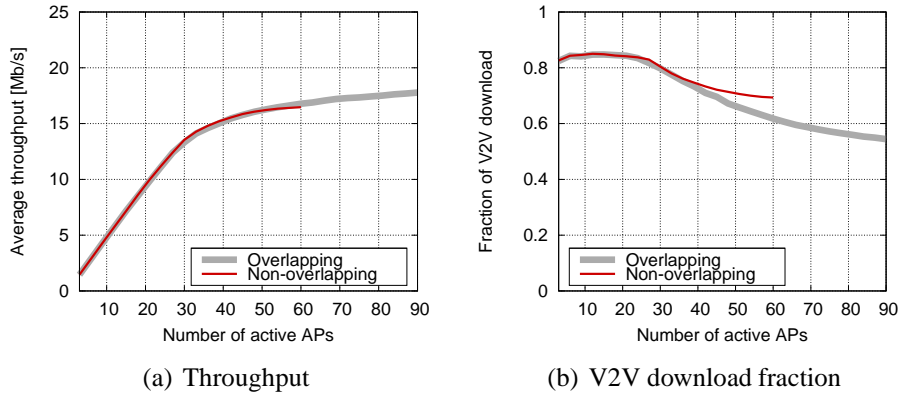 25
20
15
10
5
0
Average throughput [Mb/s]
Overlapping
Non-overlapping
10 20 30 40 50 60 70 80 90
Number of active APs
(a) Throughput
1
0.8
0.6
0.4
0.2
0
Fraction of V2V download
Overlapping
Non-overlapping
10 20 30 40 50 60 70 80 90
Number of active APs
(b) V2V download fraction